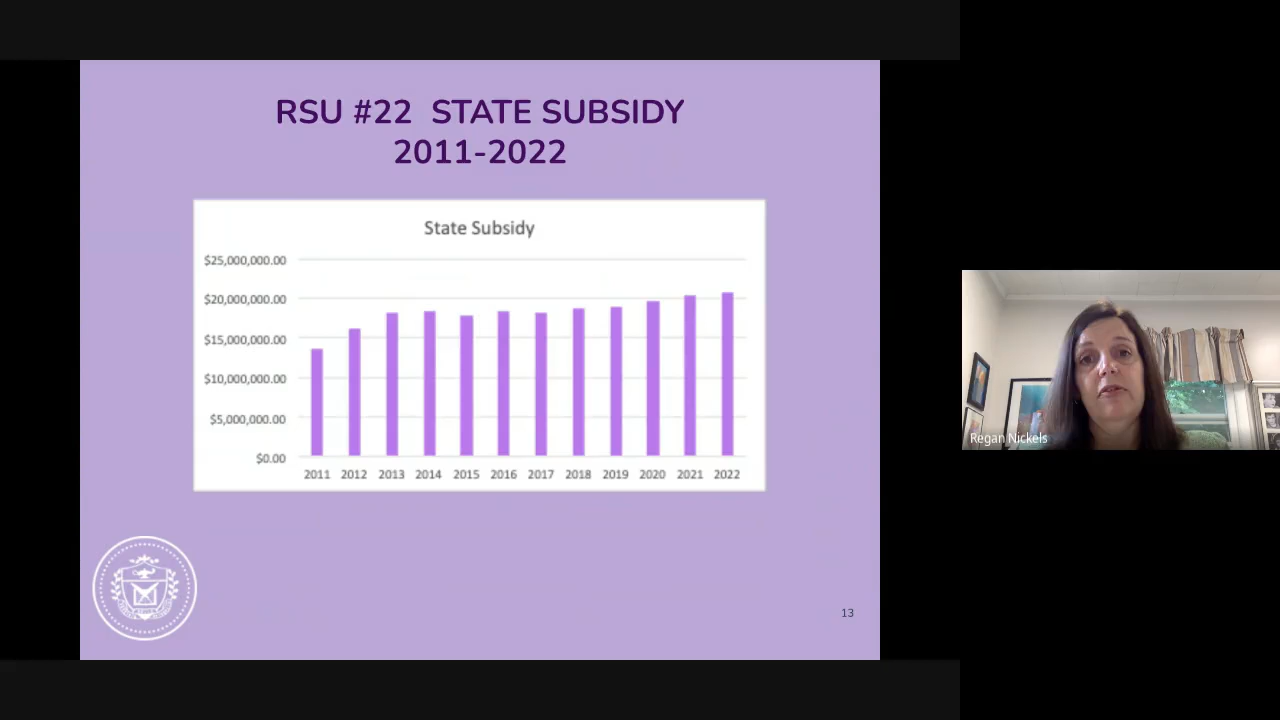 RSU #22 STATE SUBSIDY
2011-2022
State Subsidy
$25,000,000.00
$20,000,000.00
$15,000,000.00
$10,000,000.00
$5,000,000.00
$0.00
2011 2012 2013 2014 2015 2016 2017 2018 2019 2020 2021 2022
13
Regan Nickels